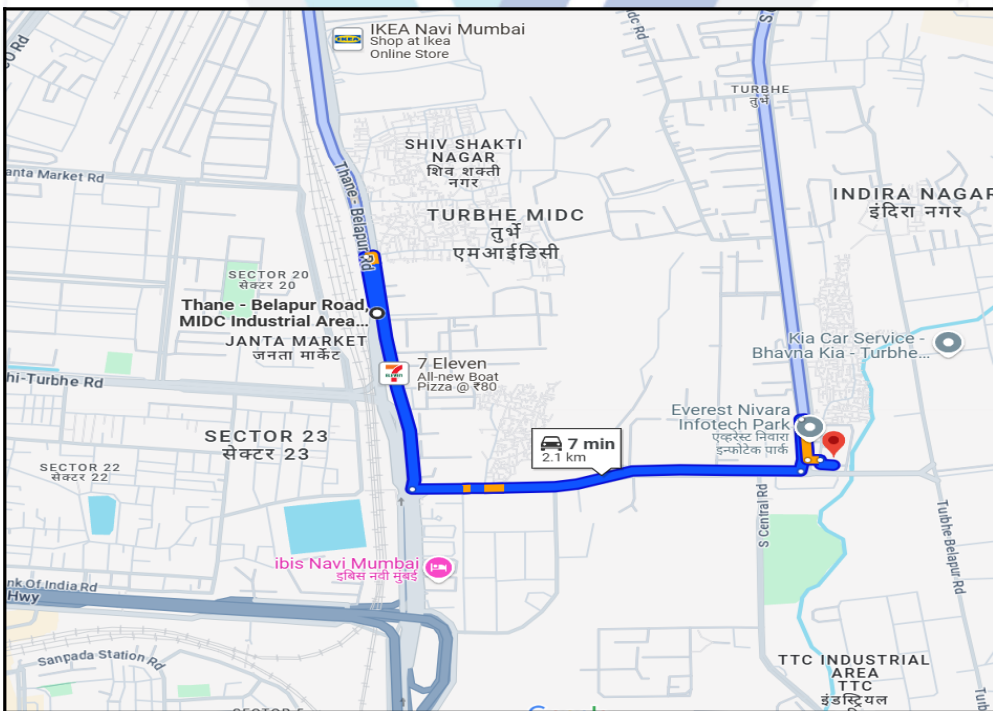 IKEA Navi Mumbai
Shop at Ikea
Online Store
TURBHE
तुर्भे
SHIV SHAKTI
NAGAR
शिव शक्ती
नगर
Thane - Belapur Rd
INDIRA NAGAR
इंदिरा नगर
TURBHE MIDC
तुर्भे
एमआईडिसी
SECTOR 20
सेक्टर 20
Thane - Belapur Road,
MIDC Industrial Area...
JANTA MARKET
जनता मार्केट
Kia Car Service -
Bhavna Kia - Turbhe...
7 Eleven
All-new Boat
Pizza @ ₹80
hi-Turbhe Rd
Everest Nivara
Infotech Park
एव्हरेस्ट निवारा
इन्फोटेक पार्क
SECTOR 23
सेक्टर 23
7 min
2.1 km
SECTOR 22
सेक्टर 22
S Central Rd
Turbhe Belapur Rd
ibis Navi Mumbai
इबिस नवी मुंबई
nk Of India Rd
Hwy
Sanpada Station Rd
TTC INDUSTRIAL
AREA
TTC
इंडस्ट्रियल
anta Market Rd